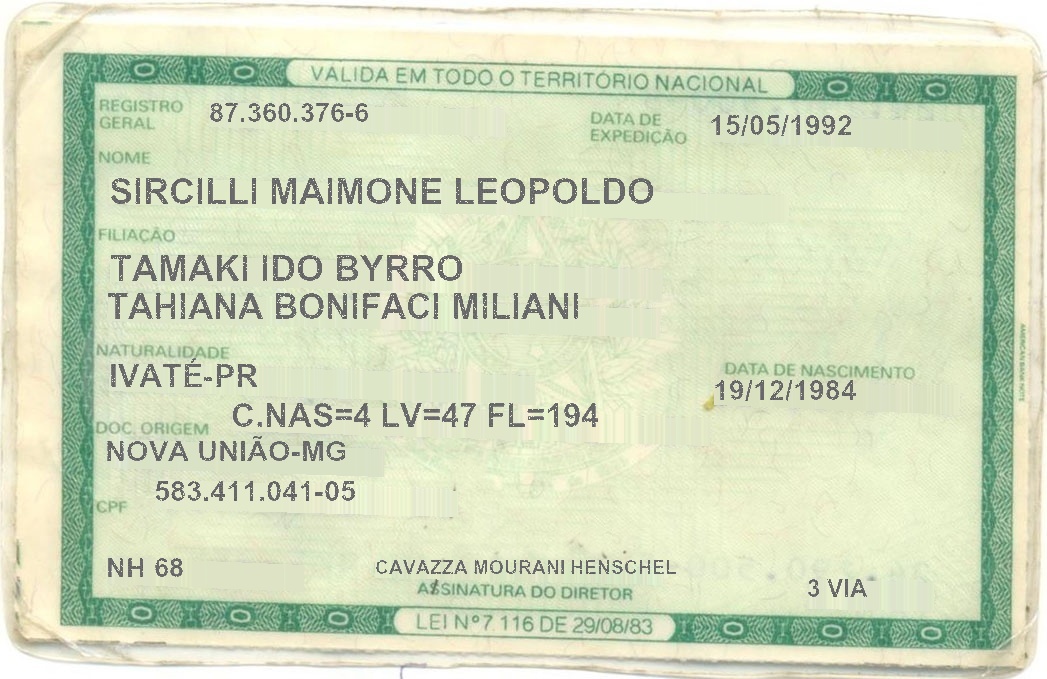 VALIDA EM TODO O TERRITÓRIO NACIONAL
REGISTRO GERAL 87.360.376-6 DATA DE EXPEDIÇÃO 15/05/1992
NOME
SIRCILLI MAIMONE LEOPOLDO
FILIAÇÃO
TAMAKI IDO BYRRO
TAHIANA BONIFACI MILIANI
NATURALIDADE
IVATÉ-PR
DATA DE NASCIMENTO
19/12/1984
C.NAS=4 LV=47 FL=194
DOC. ORIGEM
NOVA UNIÃO-MG
583.411.041-05
CPF
NH 68
CAVAZZA MOURANI HENSCHEL
ASSINATURA DO DIRETOR
3 VIA
LEI Nº 7.116 DE 29/08/83